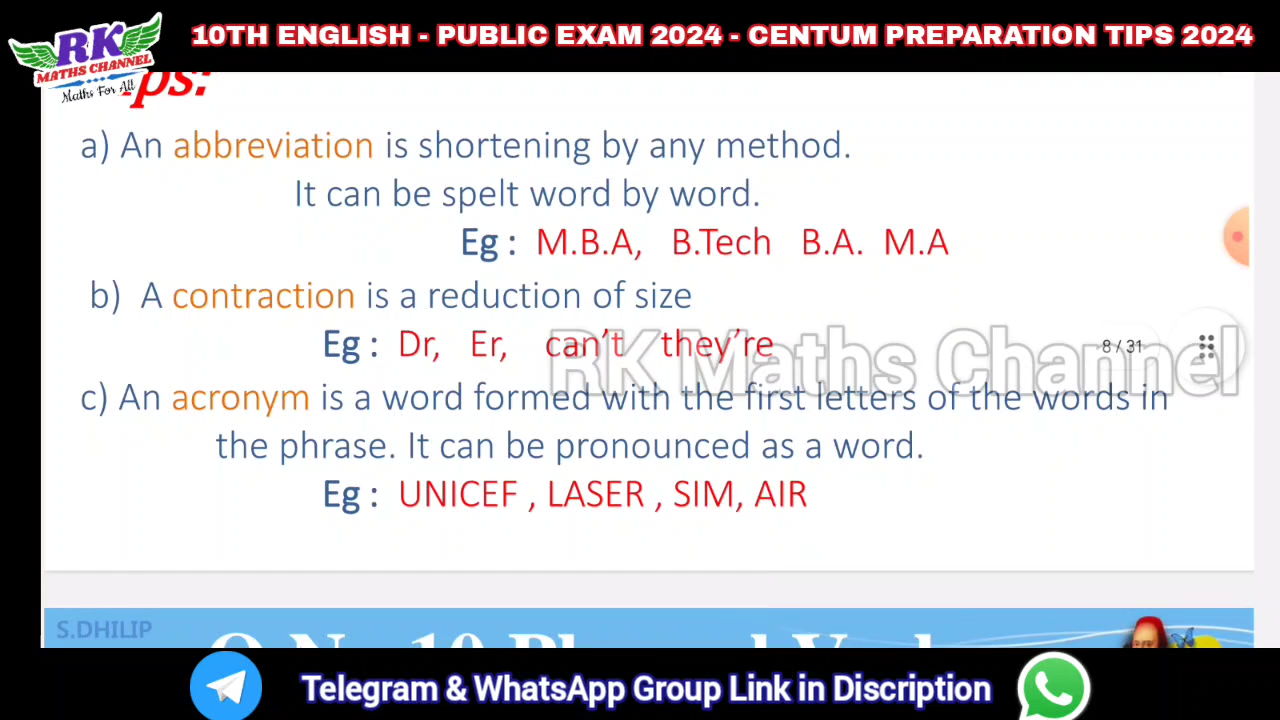 RK
MATHS CHANNEL
Maths For All
10TH ENGLISH - PUBLIC EXAM 2024 - CENTUM PREPARATION TIPS 2024
a) An abbreviation is shortening by any method.
It can be spelt word by word.
Eg : M.B.A, B.Tech B.A. M.A
b) A contraction is a reduction of size
Eg : Dr, Er, can't they're
RK Maths Channel
8 / 31
c) An acronym is a word formed with the first letters of the words in
the phrase. It can be pronounced as a word.
Eg : UNICEF , LASER , SIM, AIR
S.DHILIP
Telegram & WhatsApp Group Link in Discription